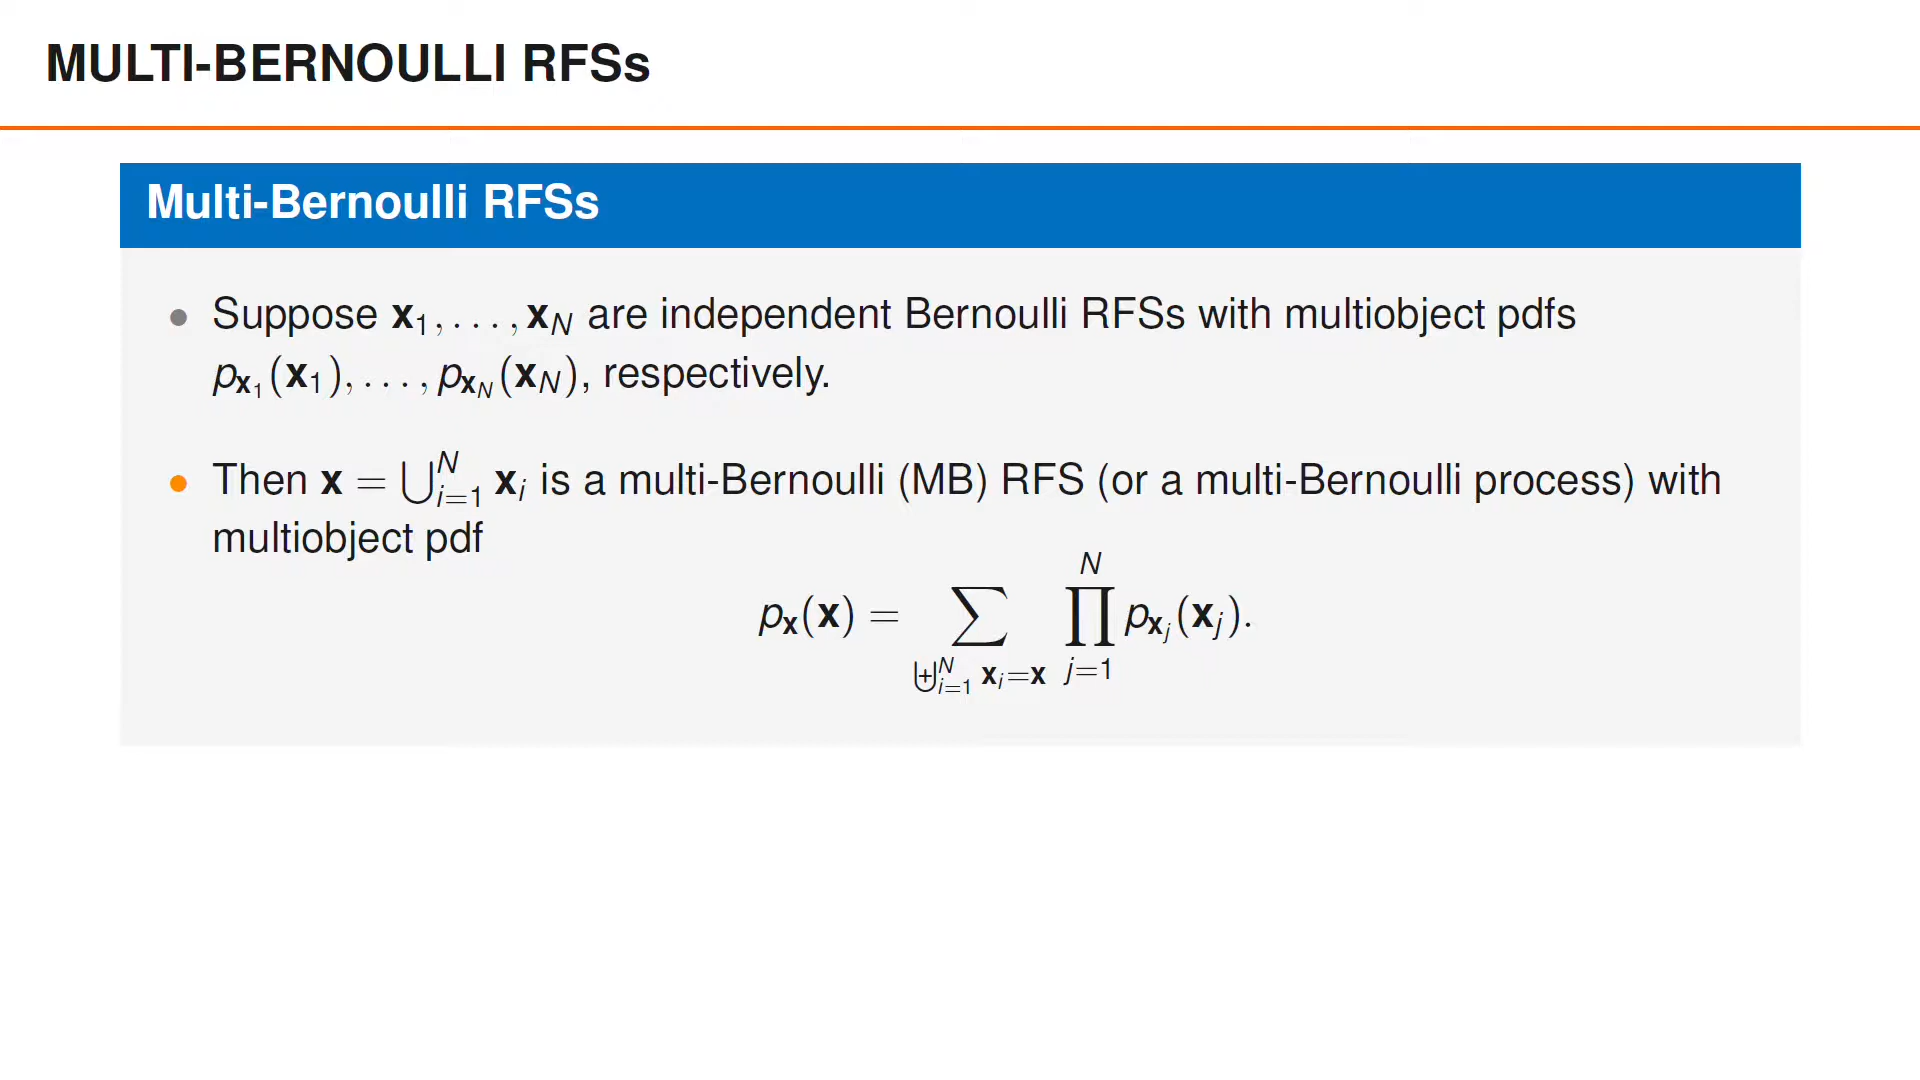 MULTI-BERNOULLI RFSs
Multi-Bernoulli RFSs
• Suppose x₁, . . . , x_N are independent Bernoulli RFSs with multiobject pdfs
p_{x₁}(x₁), . . . , p_{x_N}(x_N), respectively.
• Then x = ⋃_{i=1}^{N} x_i is a multi-Bernoulli (MB) RFS (or a multi-Bernoulli process) with
multiobject pdf
p_x(x) = ∑_{⊎_{i=1}^{N} x_i=x} ∏_{j=1}^{N} p_{x_j}(x_j).